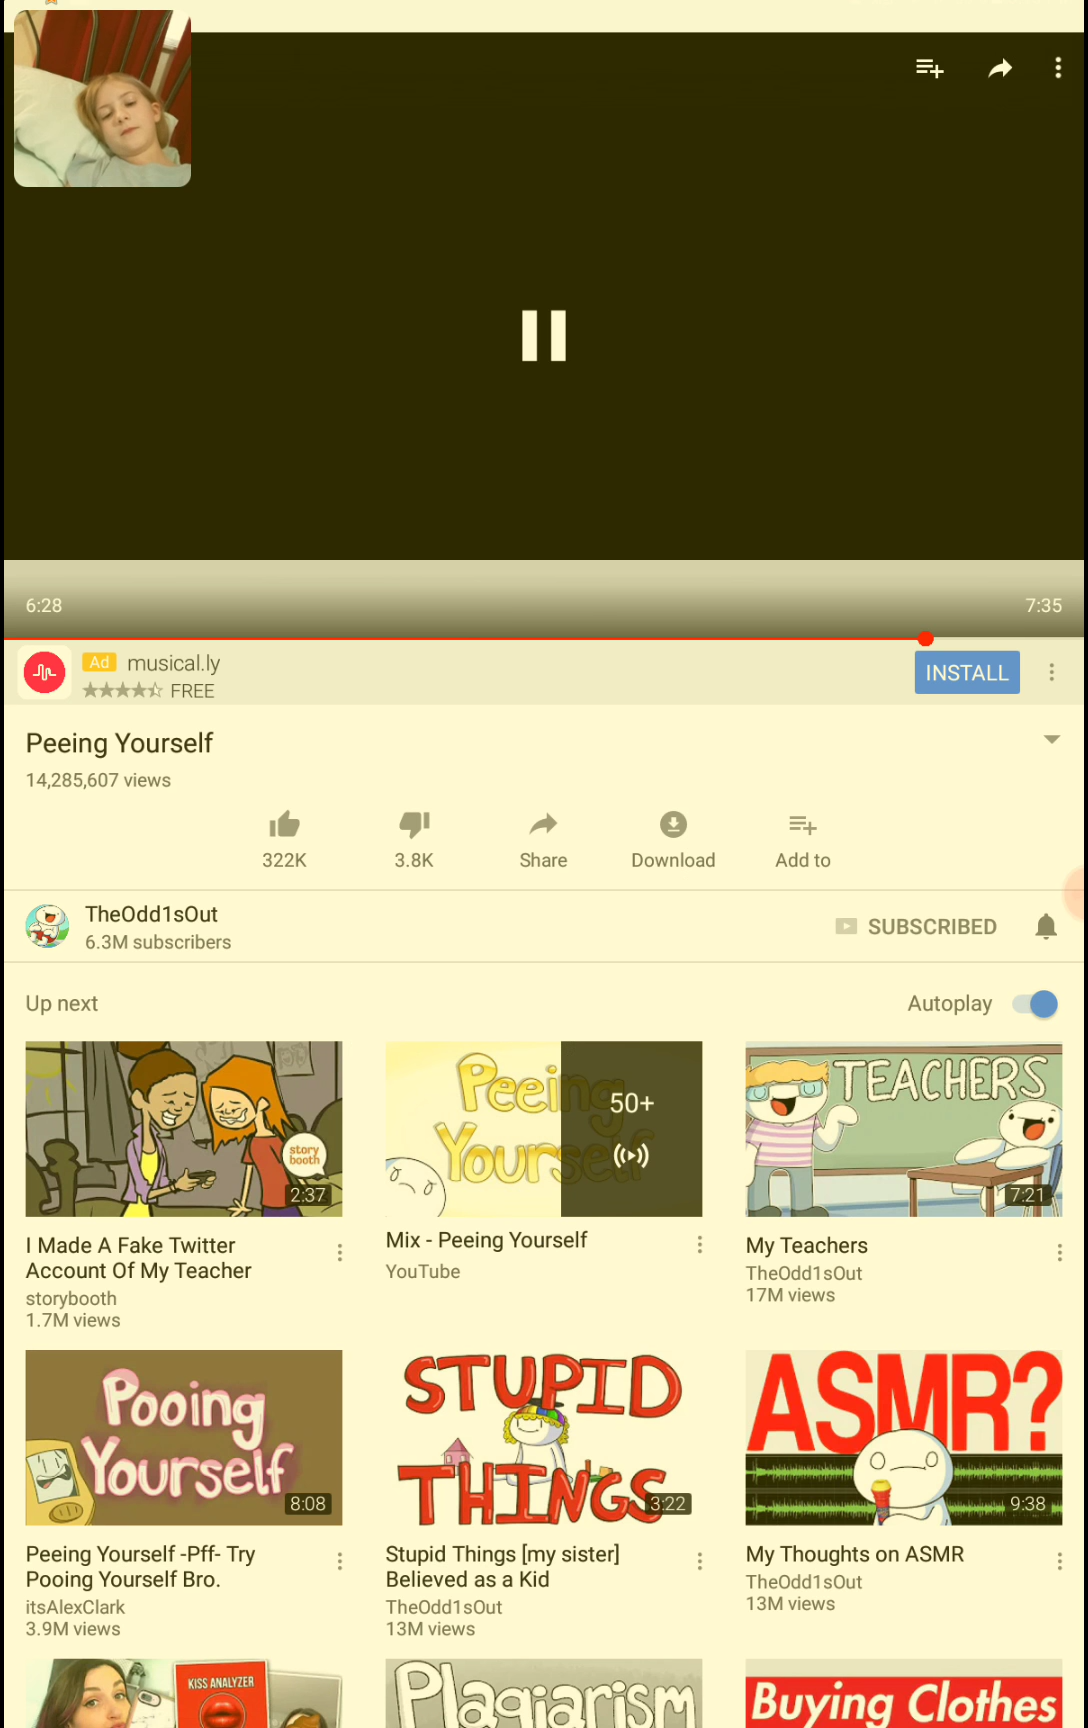 6:28
7:35
Ad musical.ly
FREE
INSTALL
Peeing Yourself
14,285,607 views
322K
3.8K
Share
Download
Add to
TheOdd1sOut
6.3M subscribers
SUBSCRIBED
Up next
Autoplay
story
booth
2:37
Peeing
Yourself
50+
TEACHERS
7:21
I Made A Fake Twitter
Account Of My Teacher
storybooth
1.7M views
Mix - Peeing Yourself
YouTube
My Teachers
TheOdd1sOut
17M views
Pooing
Yourself
8:08
STUPID
THINGS
3:22
ASMR?
9:38
Peeing Yourself -Pff- Try
Pooing Yourself Bro.
itsAlexClark
3.9M views
Stupid Things [my sister]
Believed as a Kid
TheOdd1sOut
13M views
My Thoughts on ASMR
TheOdd1sOut
13M views
KISS ANALYZER
Plagiarism
Buying Clothes